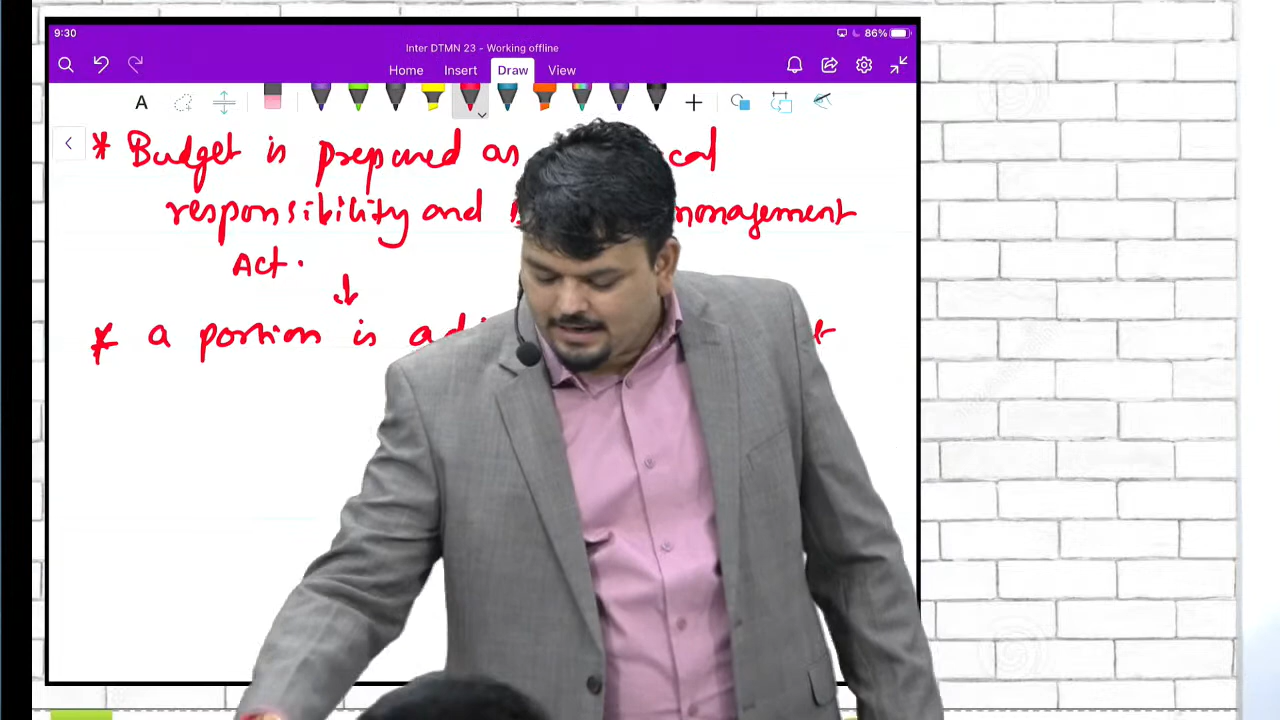 9:30
86%
Inter DTMN 23 - Working offline
Home Insert Draw View
A
* Budget is prepared as cal
responsibility and management
Act.
* a portion is